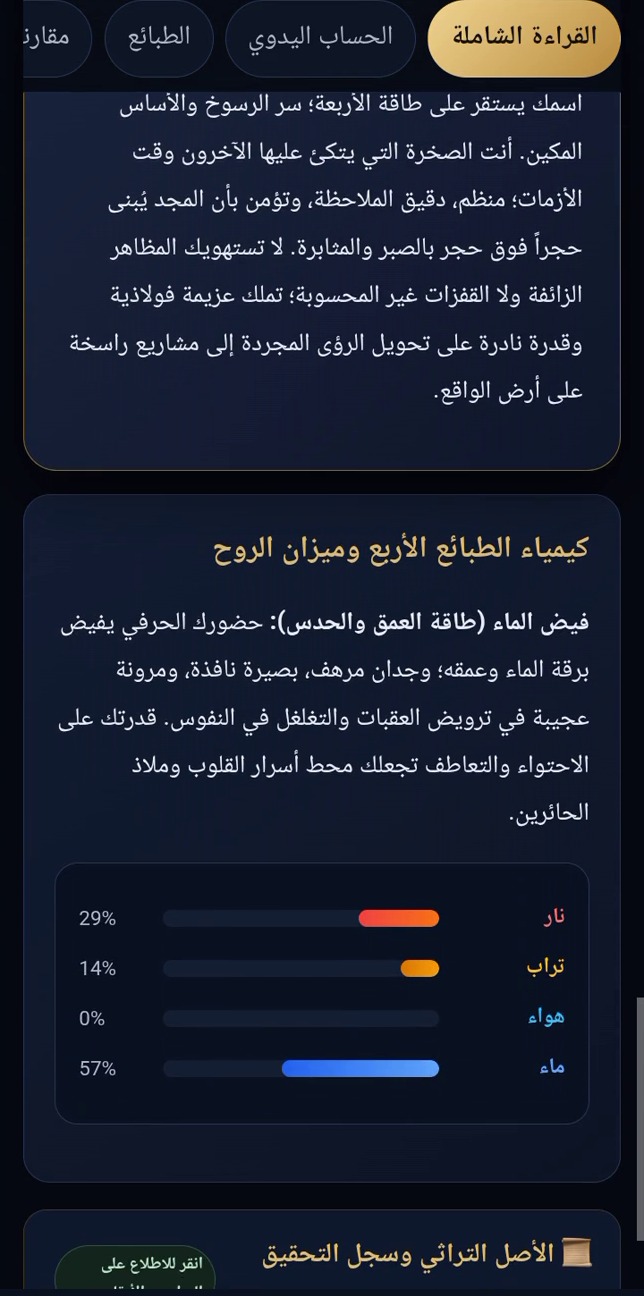 القراءة الشاملة
الحساب اليدوي
الطبائع
اسمك يستقر على طاقة الأربعة؛ سر الرسوخ والأساس
المكين. أنت الصخرة التي يتكئ عليها الآخرون وقت
الأزمات؛ منظم، دقيق الملاحظة، وتؤمن بأن المجد يُبنى
حجراً فوق حجر بالصبر والمثابرة. لا تستهويك المظاهر
الزائفة ولا القفزات غير المحسوبة؛ تملك عزيمة فولاذية
وقدرة نادرة على تحويل الرؤى المجردة إلى مشاريع راسخة
على أرض الواقع.
كيمياء الطبائع الأربع وميزان الروح
فيض الماء (طاقة العمق والحدس): حضورك الحرفي يفيض
برقة الماء وعمقه؛ وجدان مرهف، بصيرة نافذة، ومرونة
عجيبة في ترويض العقبات والتغلغل في النفوس. قدرتك على
الاحتواء والتعاطف تجعلك محط أسرار القلوب وملاذ
الحائرين.
نار 29%
تراب 14%
هواء 0%
ماء 57%
الأصل التراثي وسجل التحقيق
انقر للاطلاع على